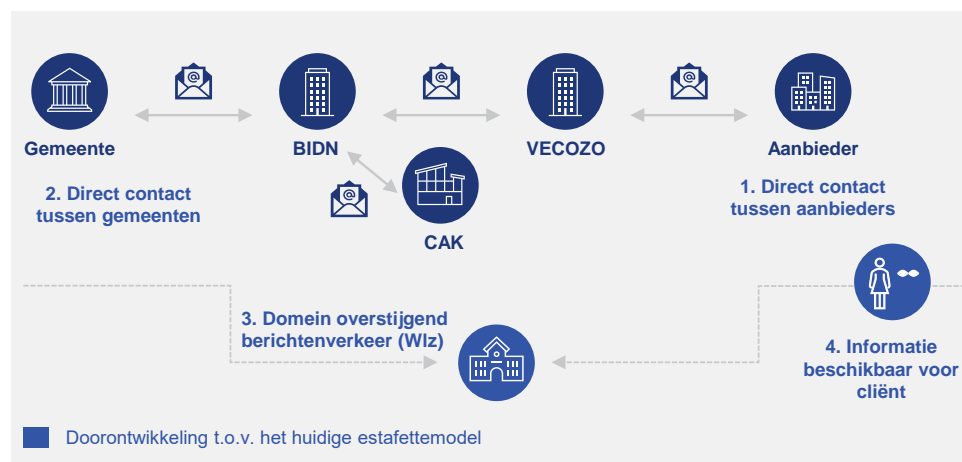 Gemeente
BIDN
VECOZO
Aanbieder
2. Direct contact
tussen gemeenten
CAK
1. Direct contact
tussen aanbieders
3. Domein overstijgend
berichtenverkeer (Wlz)
4. Informatie
beschikbaar voor
cliënt
Doorontwikkeling t.o.v. het huidige estafettemodel